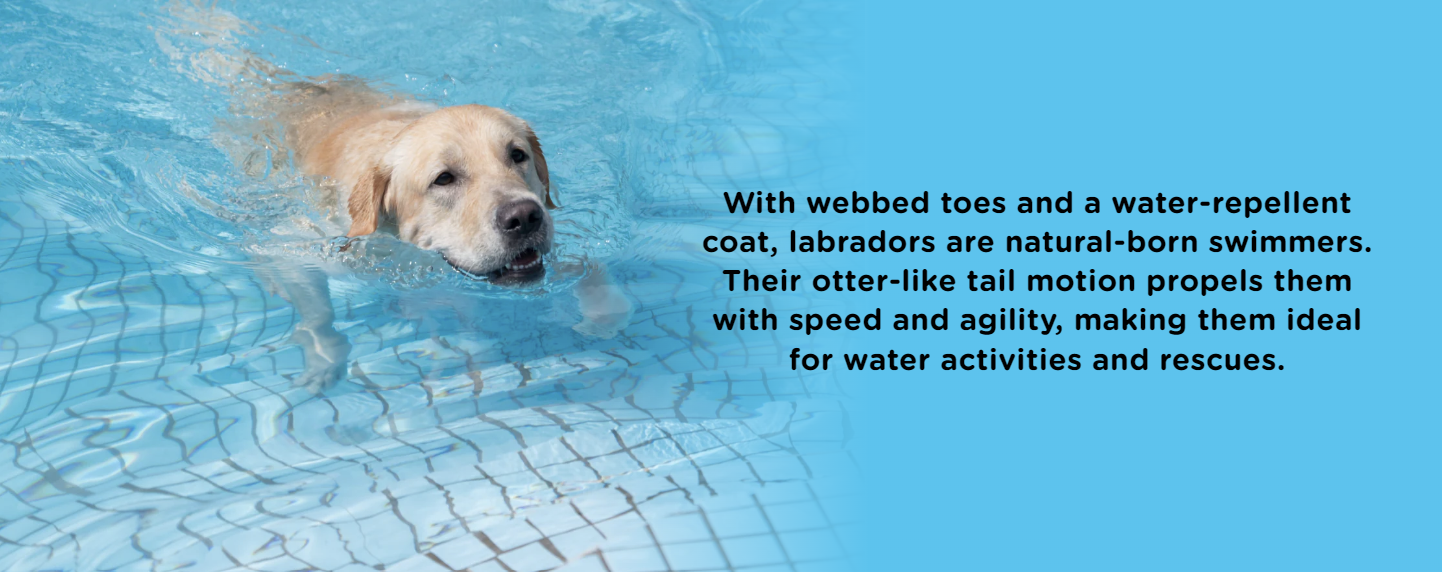 With webbed toes and a water-repellent
coat, labradors are natural-born swimmers.
Their otter-like tail motion propels them
with speed and agility, making them ideal
for water activities and rescues.